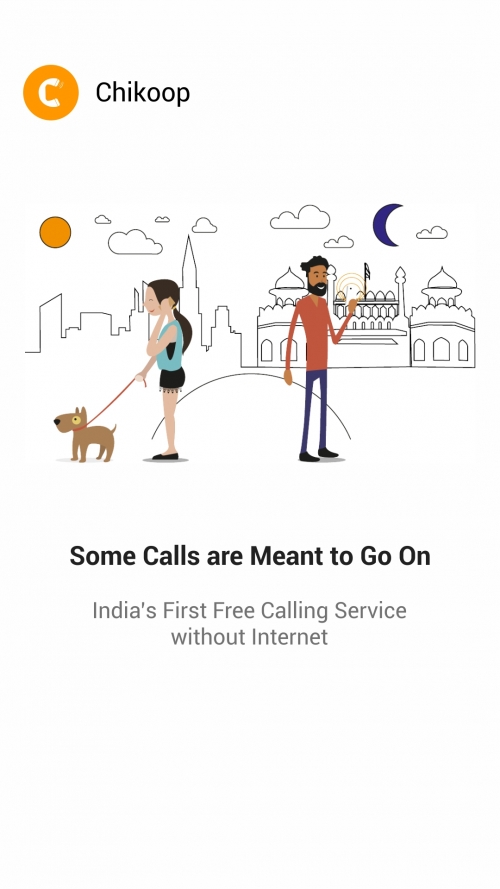 Chikoop
Some Calls are Meant to Go On
India's First Free Calling Service
without Internet